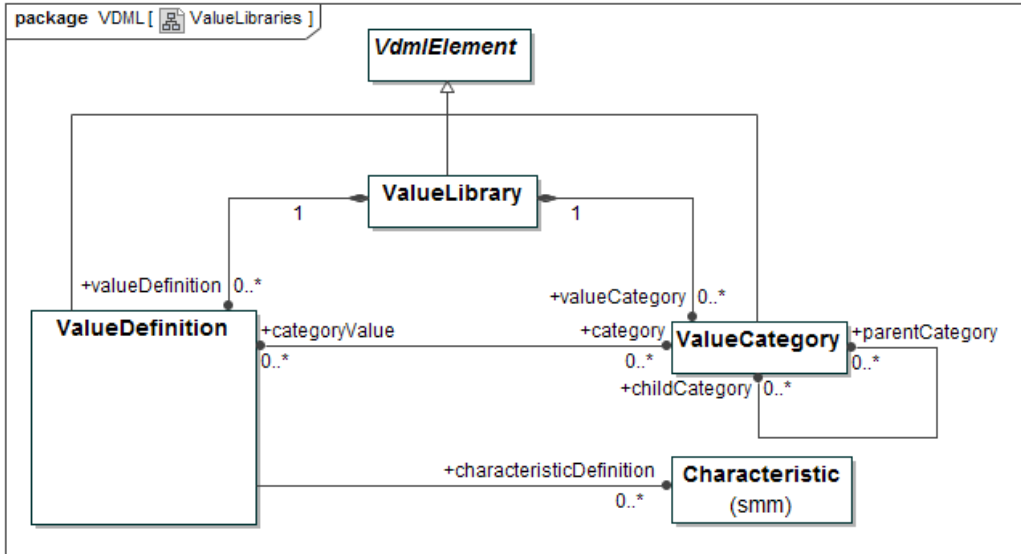 package VDML [ ValueLibraries ]
VdmlElement
ValueLibrary
1
1
+valueDefinition 0..*
+valueCategory 0..*
ValueDefinition
+categoryValue
0..*
+category
0..*
ValueCategory
+parentCategory
0..*
+childCategory 0..*
+characteristicDefinition
0..*
Characteristic
(smm)